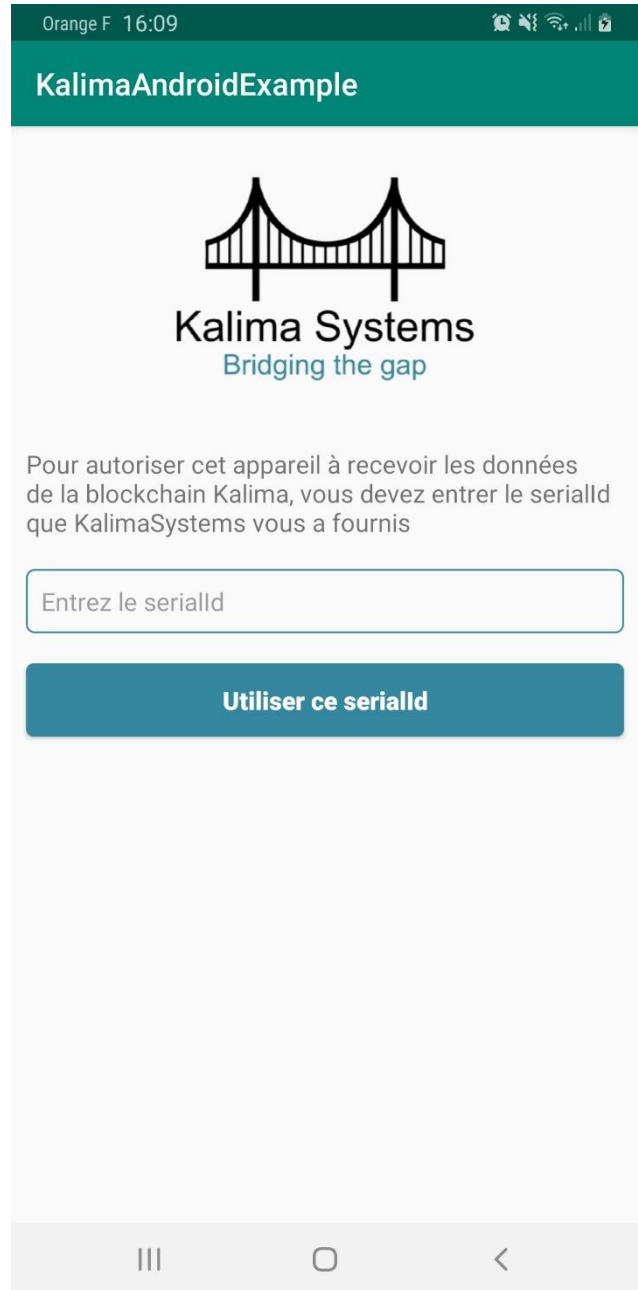 Orange F 16:09
KalimaAndroidExample
Kalima Systems
Bridging the gap
Pour autoriser cet appareil à recevoir les données
de la blockchain Kalima, vous devez entrer le serialId
que KalimaSystems vous a fournis
Entrez le serialId
Utiliser ce serialId